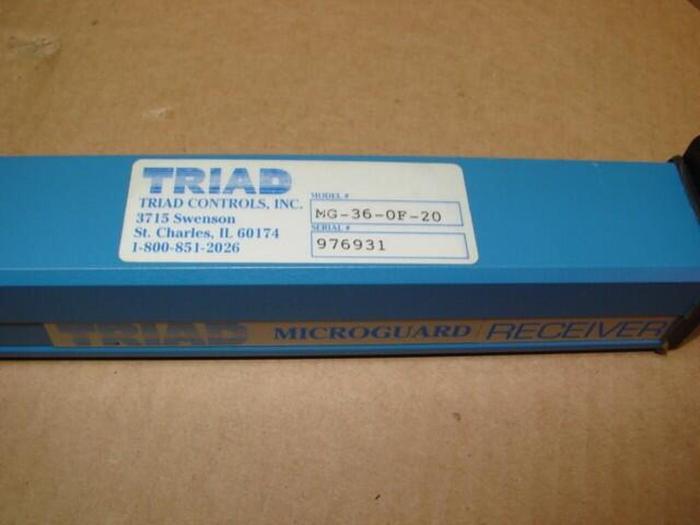 TRIAD
TRIAD CONTROLS, INC.
3715 Swenson
St. Charles, IL 60174
1-800-851-2026
MODEL #
MG-36-OF-20
SERIAL #
976931
TRIAD MICROGUARD RECEIVER